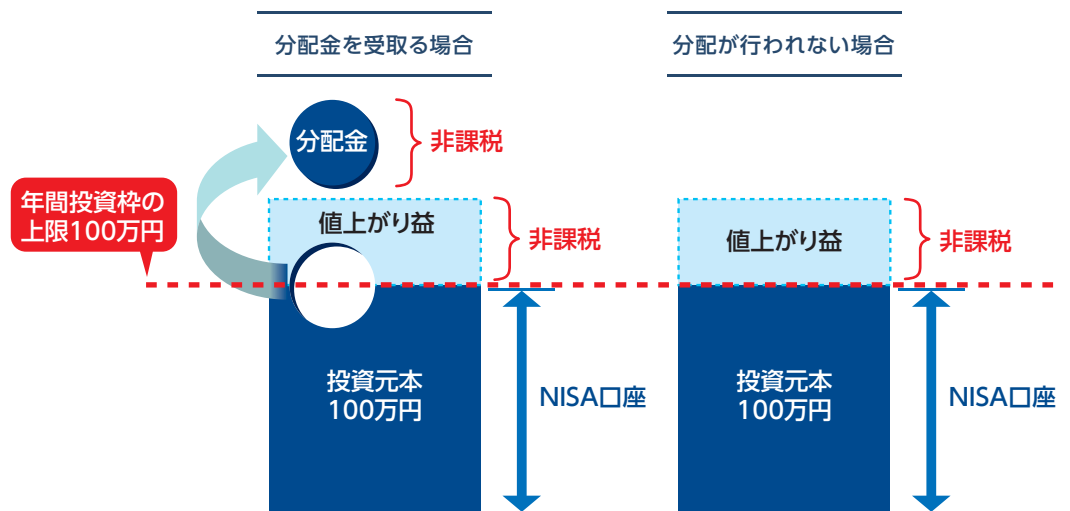 分配金を受取る場合
分配が行われない場合
分配金
非課税
年間投資枠の
上限100万円
値上がり益
非課税
値上がり益
非課税
投資元本
100万円
NISA口座
投資元本
100万円
NISA口座